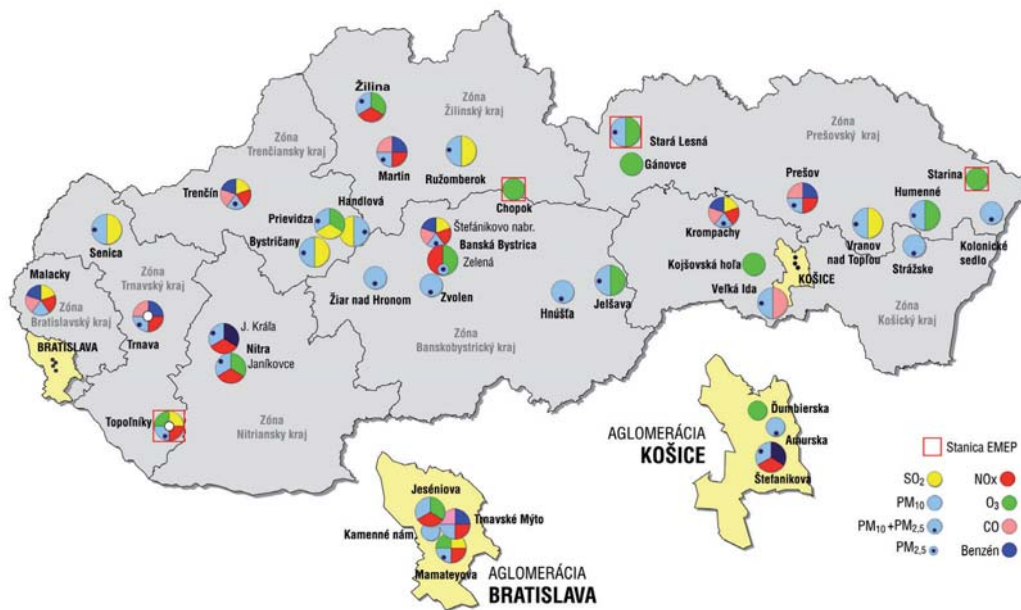 Žilina
Zóna
Žilinský kraj
Zóna
Trenčiansky kraj
Martin
Ružomberok
Stará Lesná
Gánovce
Zóna
Prešovský kraj
Trenčín
Prievidza
Handlová
Bystričany
Chopok
Prešov
Starina
Humenné
Krompachy
Vranov
nad Topľou
Kolonické
sedlo
Strážske
Senica
Malacky
Zóna
Trnavský kraj
Zóna
Bratislavský kraj
Štefánikovo nabr.
Banská Bystrica
Zelená
Žiar nad Hronom
Zvolen
Hnúšťa
Jelšava
Kojšovská hoľa
KOŠICE
Veľká Ida
Zóna
Košický kraj
BRATISLAVA
Trnava
J. Kráľa
Nitra
Janíkovce
Zóna
Banskobystrický kraj
Topoľníky
Zóna
Nitriansky kraj
AGLOMERÁCIA
KOŠICE
Ďumbierska
Amurska
Štefanikova
Jeséniova
Trnavské Mýto
Kamenné nám.
Mamateyova
AGLOMERÁCIA
BRATISLAVA
Stanica EMEP
SO2
NOx
PM10
O3
PM10+PM2,5
CO
PM2,5
Benzén